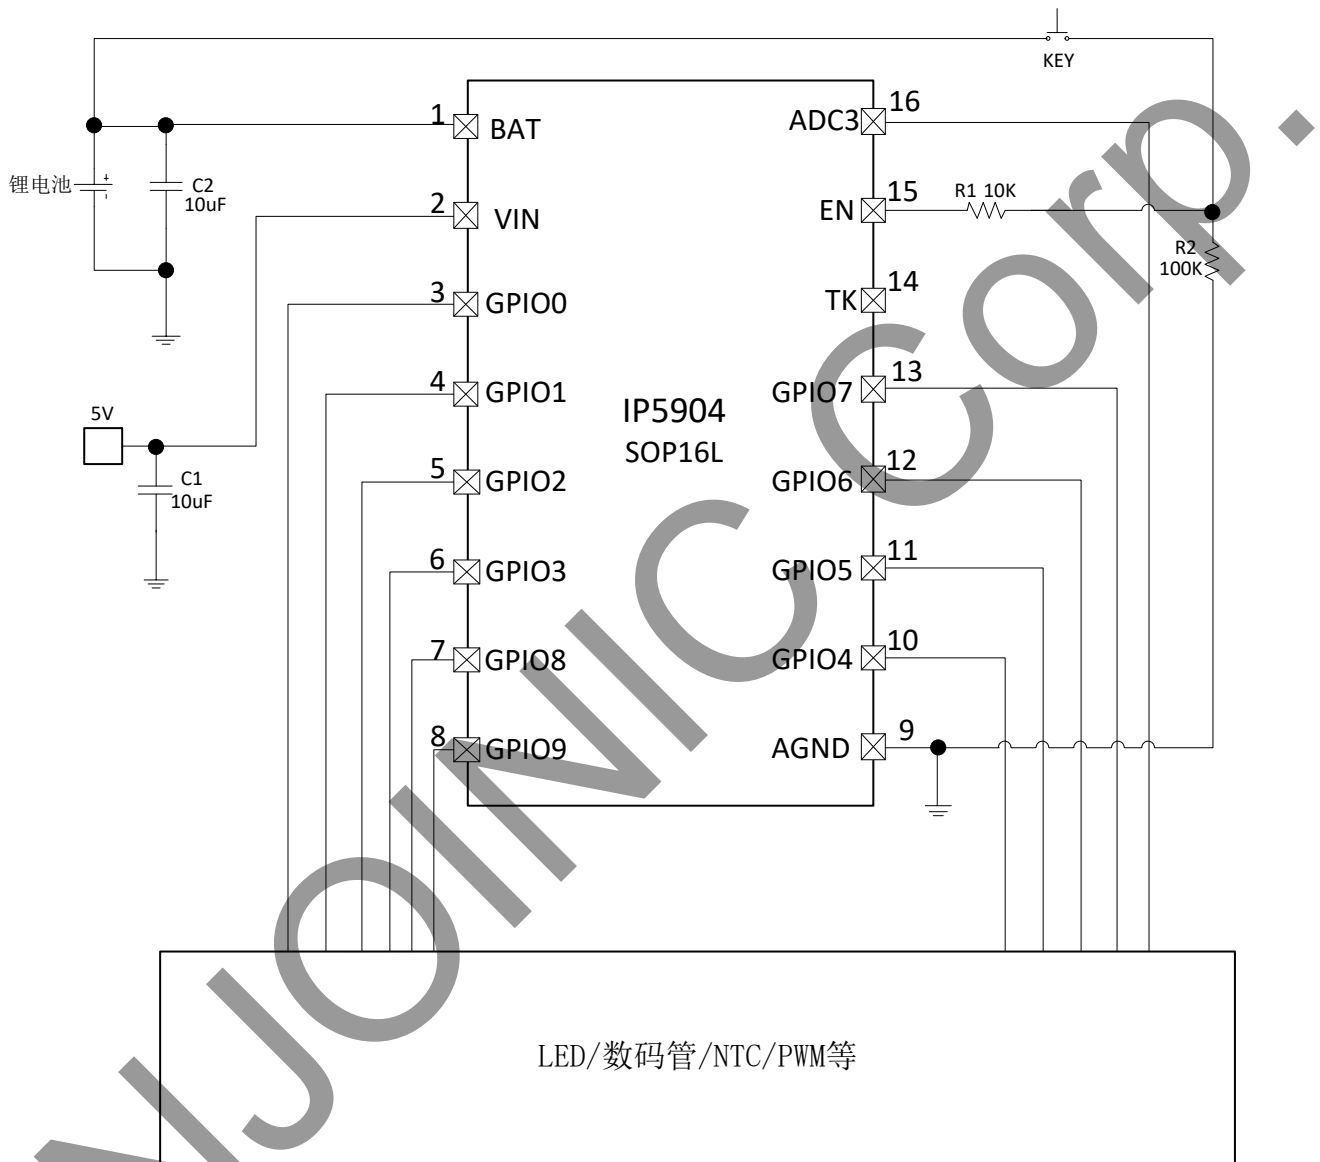 KEY
1
BAT
ADC3
16
锂电池
+
-
C2
10uF
2
VIN
EN
15
R1 10K
R2
100K
3
GPIO0
TK
14
4
GPIO1
GPIO7
13
5V
IP5904
SOP16L
C1
10uF
5
GPIO2
GPIO6
12
6
GPIO3
GPIO5
11
7
GPIO8
GPIO4
10
8
GPIO9
AGND
9
LED/数码管/NTC/PWM等
NJOINIC Corp.